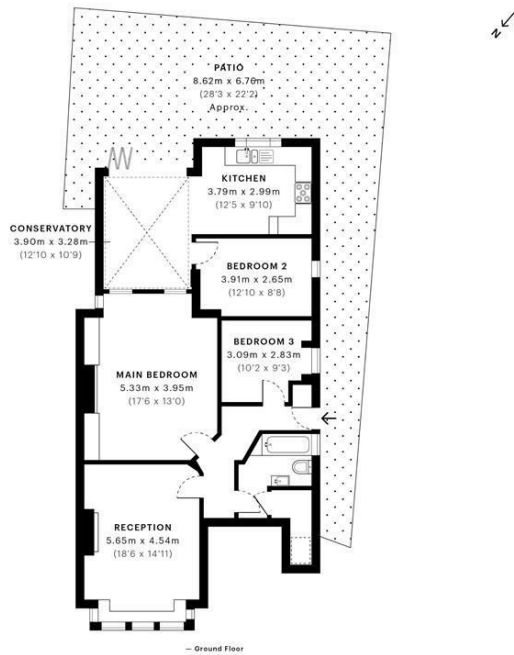 N
PATIO
8.62m x 6.76m
(28'3 x 22'2)
Approx.
KITCHEN
3.79m x 2.99m
(12'5 x 9'10)
CONSERVATORY
3.90m x 3.28m
(12'10 x 10'9)
BEDROOM 2
3.91m x 2.65m
(12'10 x 8'8)
BEDROOM 3
3.09m x 2.83m
(10'2 x 9'3)
MAIN BEDROOM
5.33m x 3.95m
(17'6 x 13'0)
RECEPTION
5.65m x 4.54m
(18'6 x 14'11)
— Ground Floor